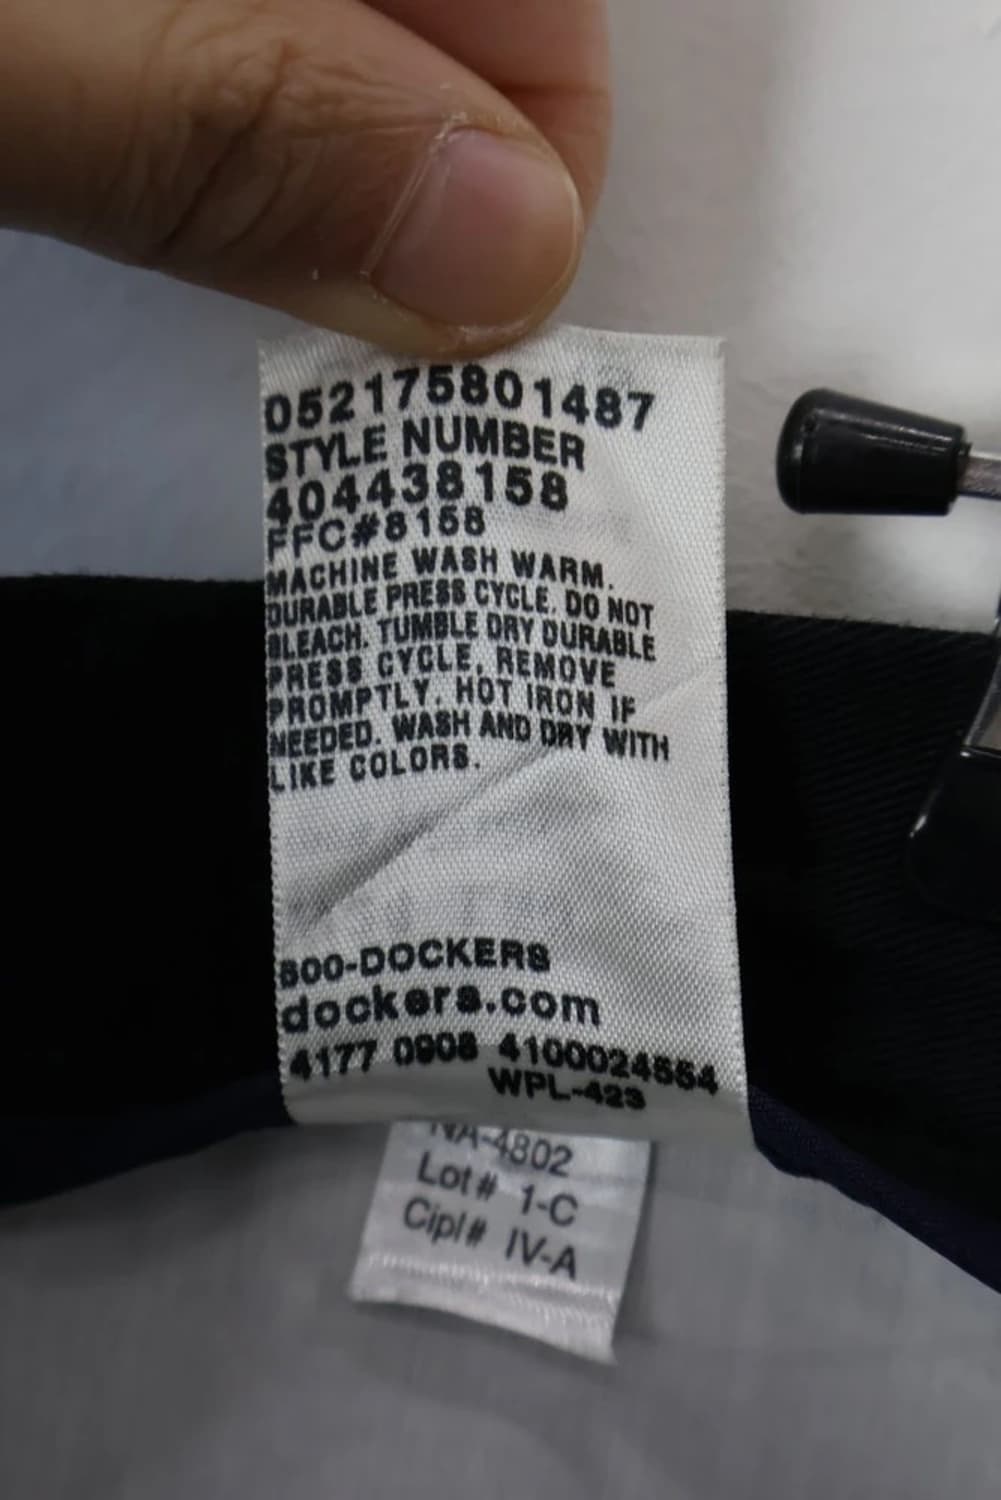 052175801487
STYLE NUMBER
404438158
FFC#8158
MACHINE WASH WARM.
DURABLE PRESS CYCLE. DO NOT
BLEACH. TUMBLE DRY DURABLE
PRESS CYCLE. REMOVE
PROMPTLY. HOT IRON IF
NEEDED. WASH AND DRY WITH
LIKE COLORS.
800-DOCKERS
dockers.com
4177 0908 4100024554
WPL-423
NA-4802
Lot# 1-C
Cipl# IV-A